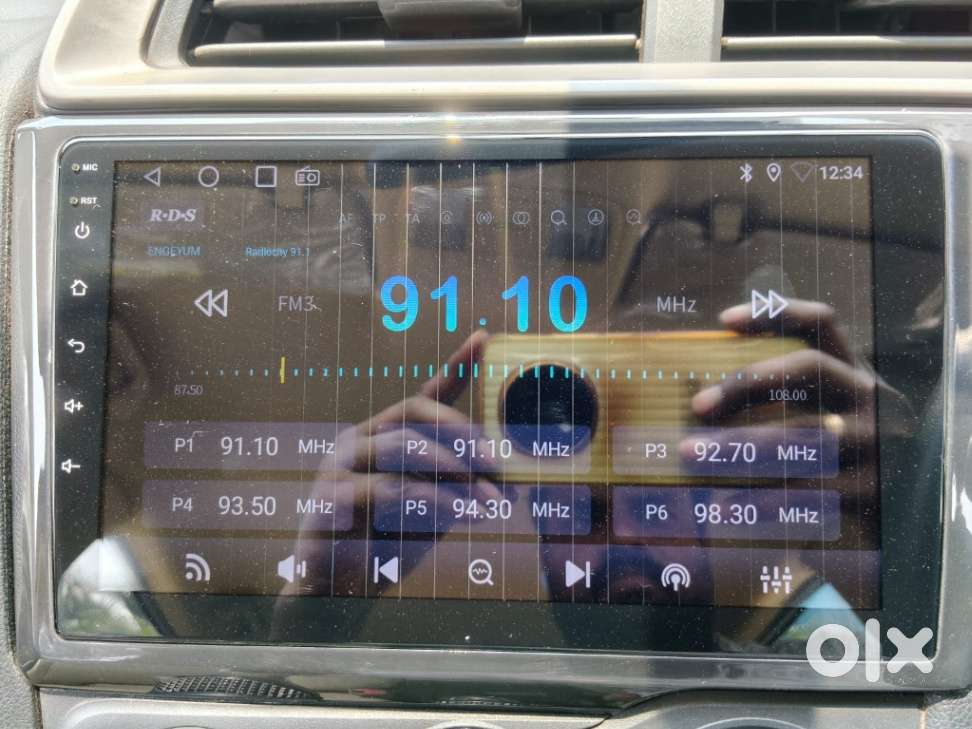 MIC
12:34
RST
R·D·S
AF TP TA
ENGEYUM Radiocity 91.1
FM3 91.10 MHz
87.50 108.00
P1 91.10 MHz P2 91.10 MHz P3 92.70 MHz
P4 93.50 MHz P5 94.30 MHz P6 98.30 MHz
olx